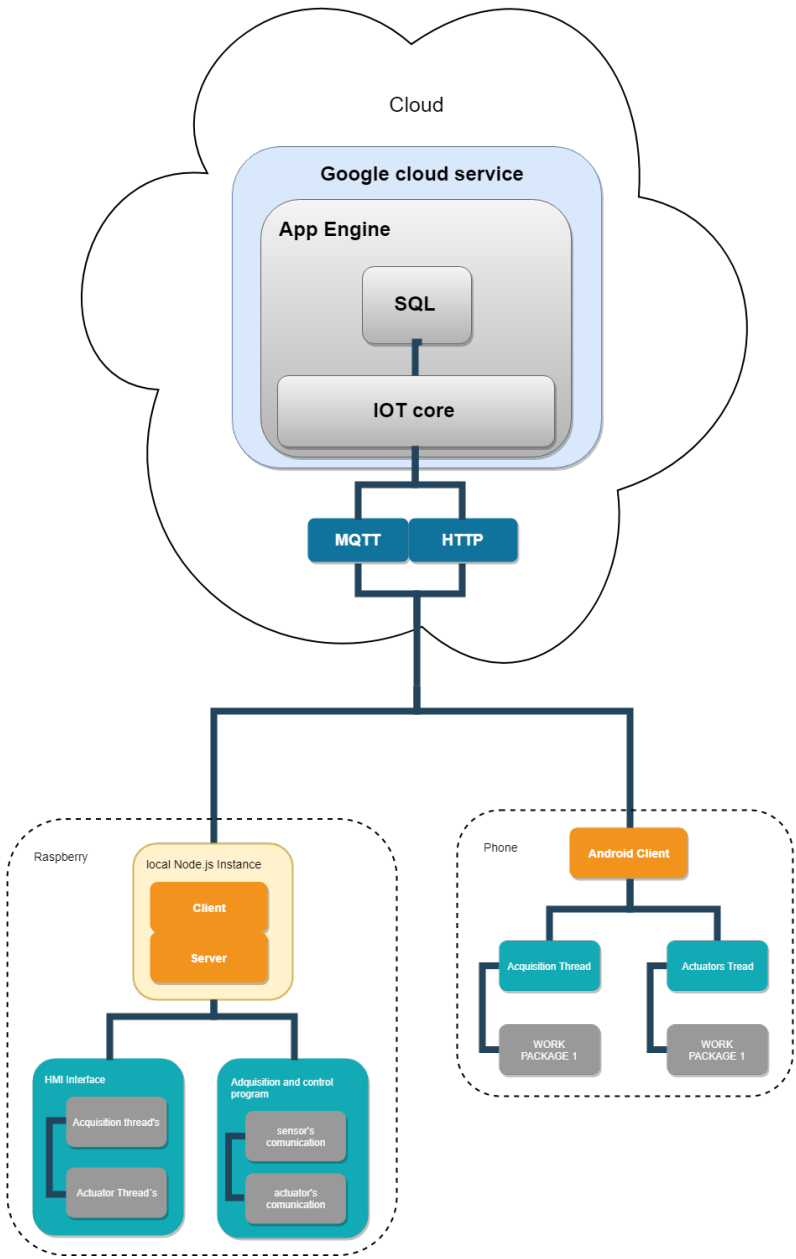 Cloud
Google cloud service
App Engine
SQL
IOT core
MQTT
HTTP
Raspberry
local Node.js Instance
Client
Server
HMI Interface
Acquisition thread's
Actuator Thread´s
Adquisition and control
program
sensor's
comunication
actuator's
comunication
Phone
Android Client
Acquisition Thread
Actuators Tread
WORK
PACKAGE 1
WORK
PACKAGE 1